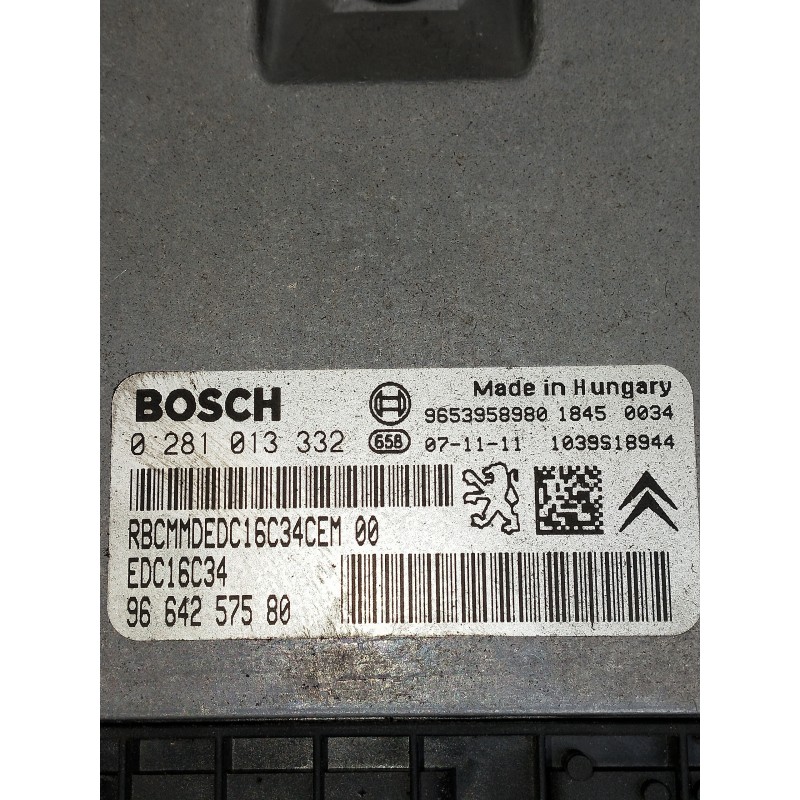 BOSCH
Made in Hungary
9653958980 1845 0034
0 281 013 332
658
07-11-11 1039S18944
RBCMMDEDC16C34CEM 00
EDC16C34
96 642 575 80